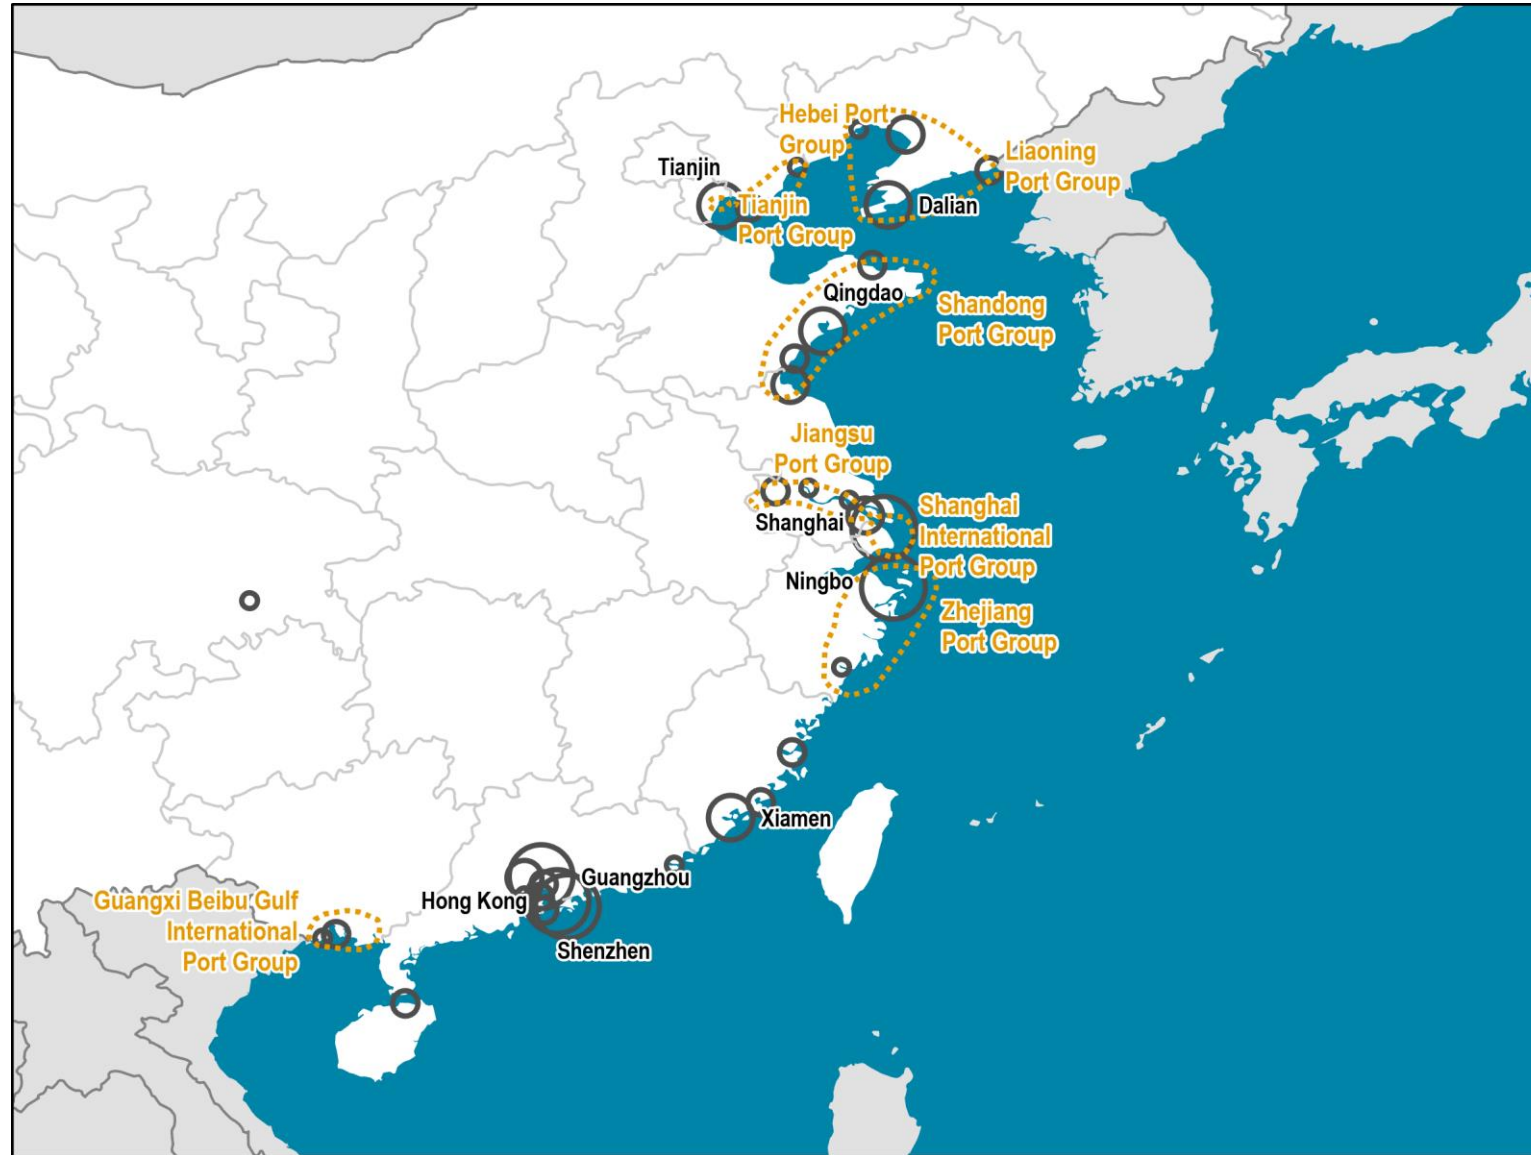 Hebei Port
Group
Tianjin
Liaoning
Port Group
Tianjin
Port Group
Dalian
Qingdao
Shandong
Port Group
Jiangsu
Port Group
Shanghai
Shanghai
International
Port Group
Ningbo
Zhejiang
Port Group
Xiamen
Guangzhou
Hong Kong
Guangxi Beibu Gulf
International
Port Group
Shenzhen